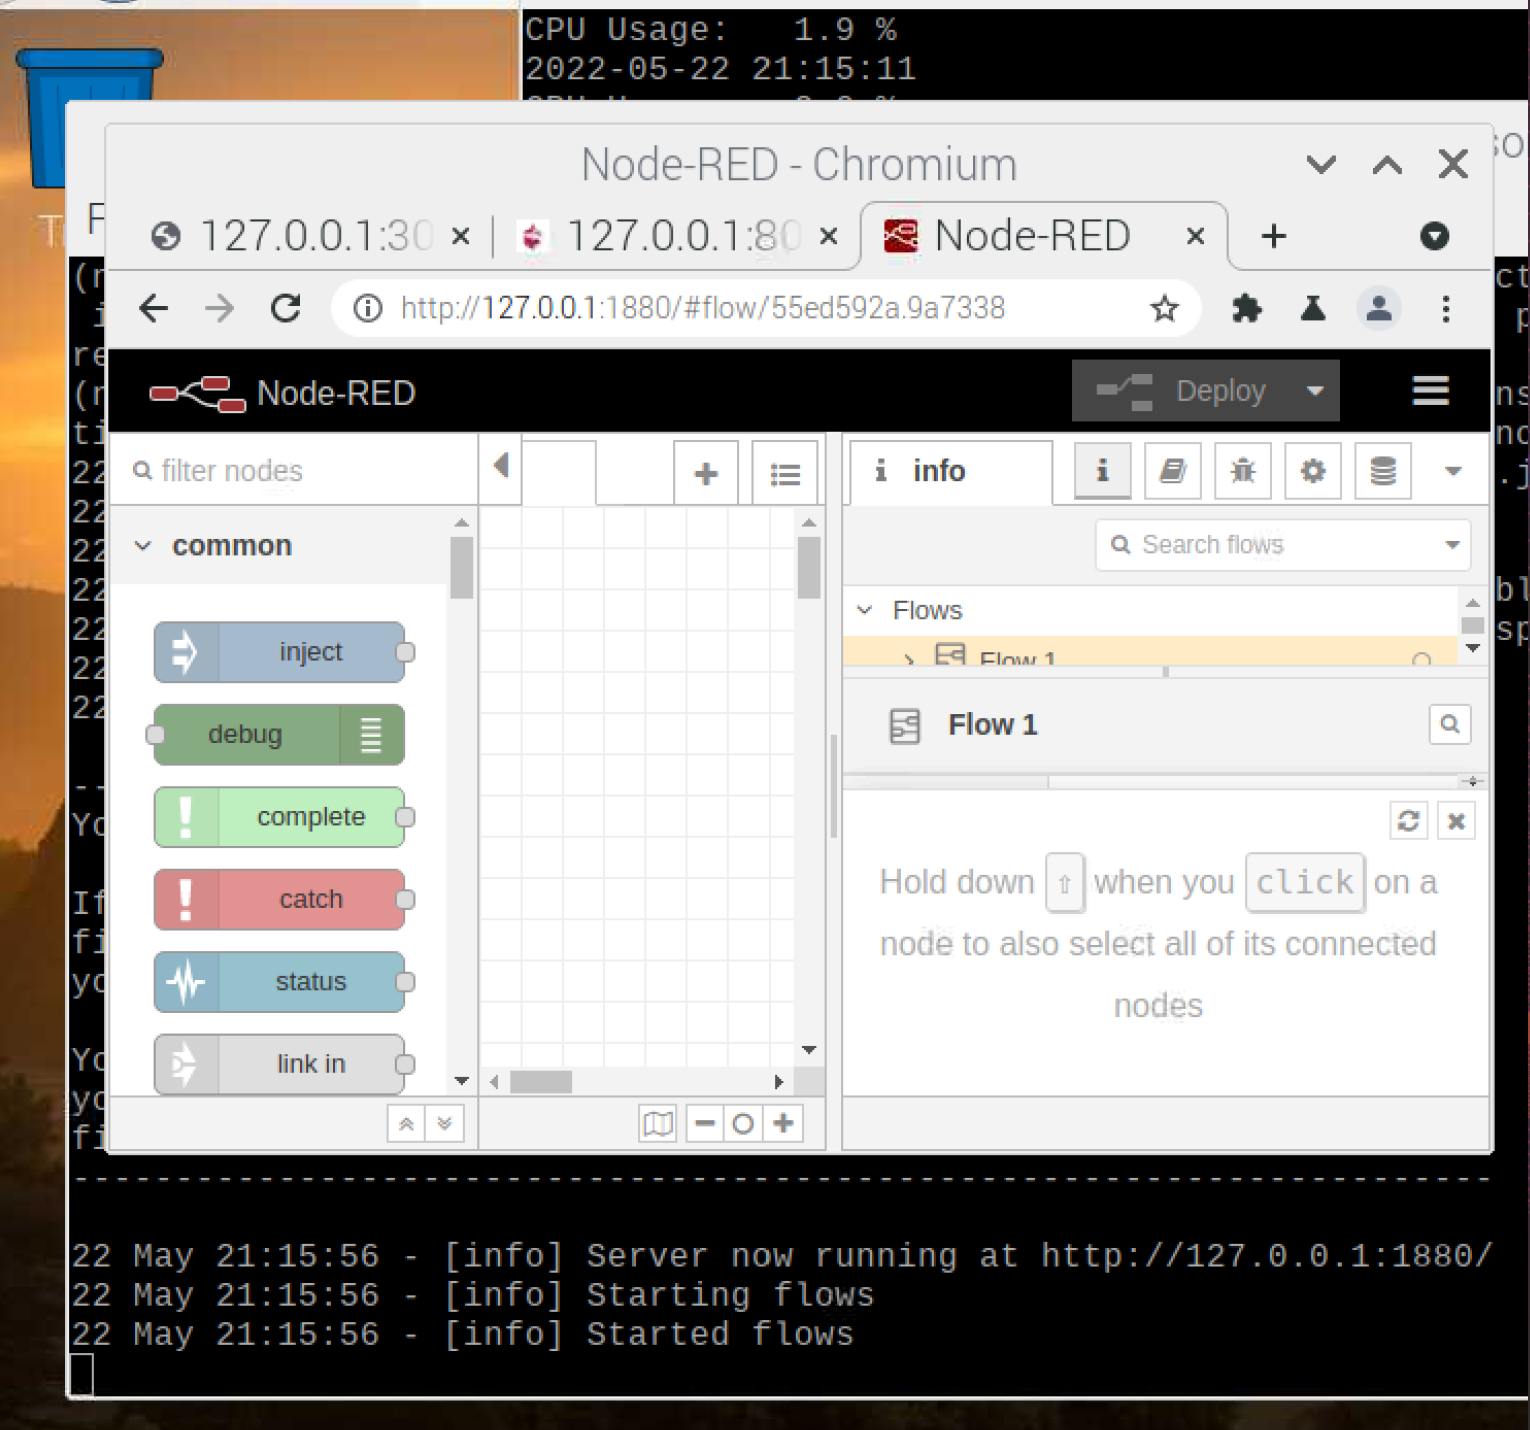 CPU Usage:   1.9 %
2022-05-22 21:15:11
Node-RED - Chromium
127.0.0.1:30
127.0.0.1:80
Node-RED
http://127.0.0.1:1880/#flow/55ed592a.9a7338
Node-RED
Deploy
filter nodes
info
common
Search flows
Flows
inject
Flow 1
debug
Flow 1
complete
catch
Hold down ⇧ when you click on a
node to also select all of its connected
nodes
status
link in
22 May 21:15:56 - [info] Server now running at http://127.0.0.1:1880/
22 May 21:15:56 - [info] Starting flows
22 May 21:15:56 - [info] Started flows